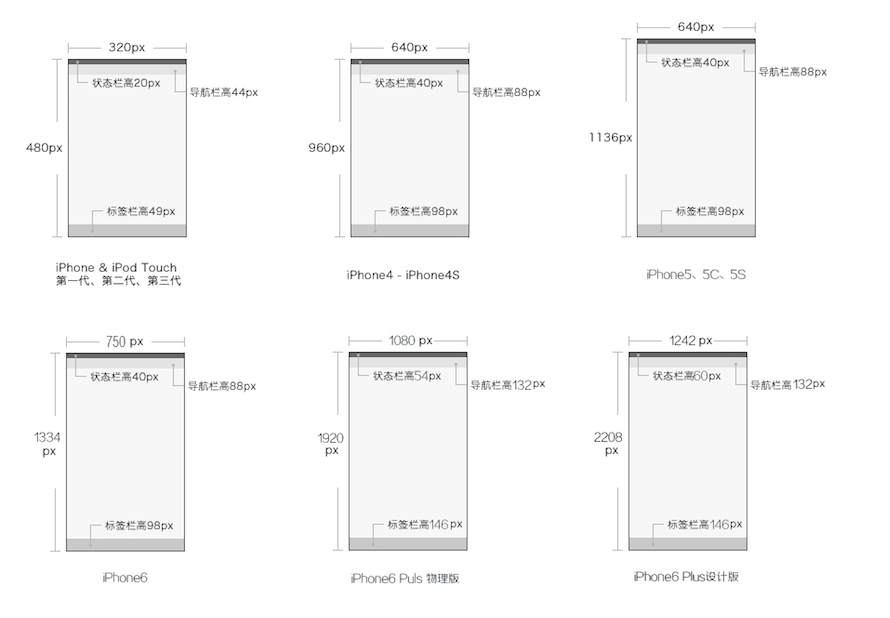 320px
状态栏高20px
导航栏高44px
480px
标签栏高49px
iPhone & iPod Touch
第一代、第二代、第三代
640px
状态栏高40px
导航栏高88px
960px
标签栏高98px
iPhone4 - iPhone4S
640px
状态栏高40px
导航栏高88px
1136px
标签栏高98px
iPhone5、5C、5S
750 px
状态栏高40px
导航栏高88px
1334
px
标签栏高98px
iPhone6
1080 px
状态栏高54px
导航栏高132px
1920
px
标签栏高146px
iPhone6 Puls 物理版
1242 px
状态栏高60px
导航栏高132px
2208
px
标签栏高146px
iPhone6 Plus设计版